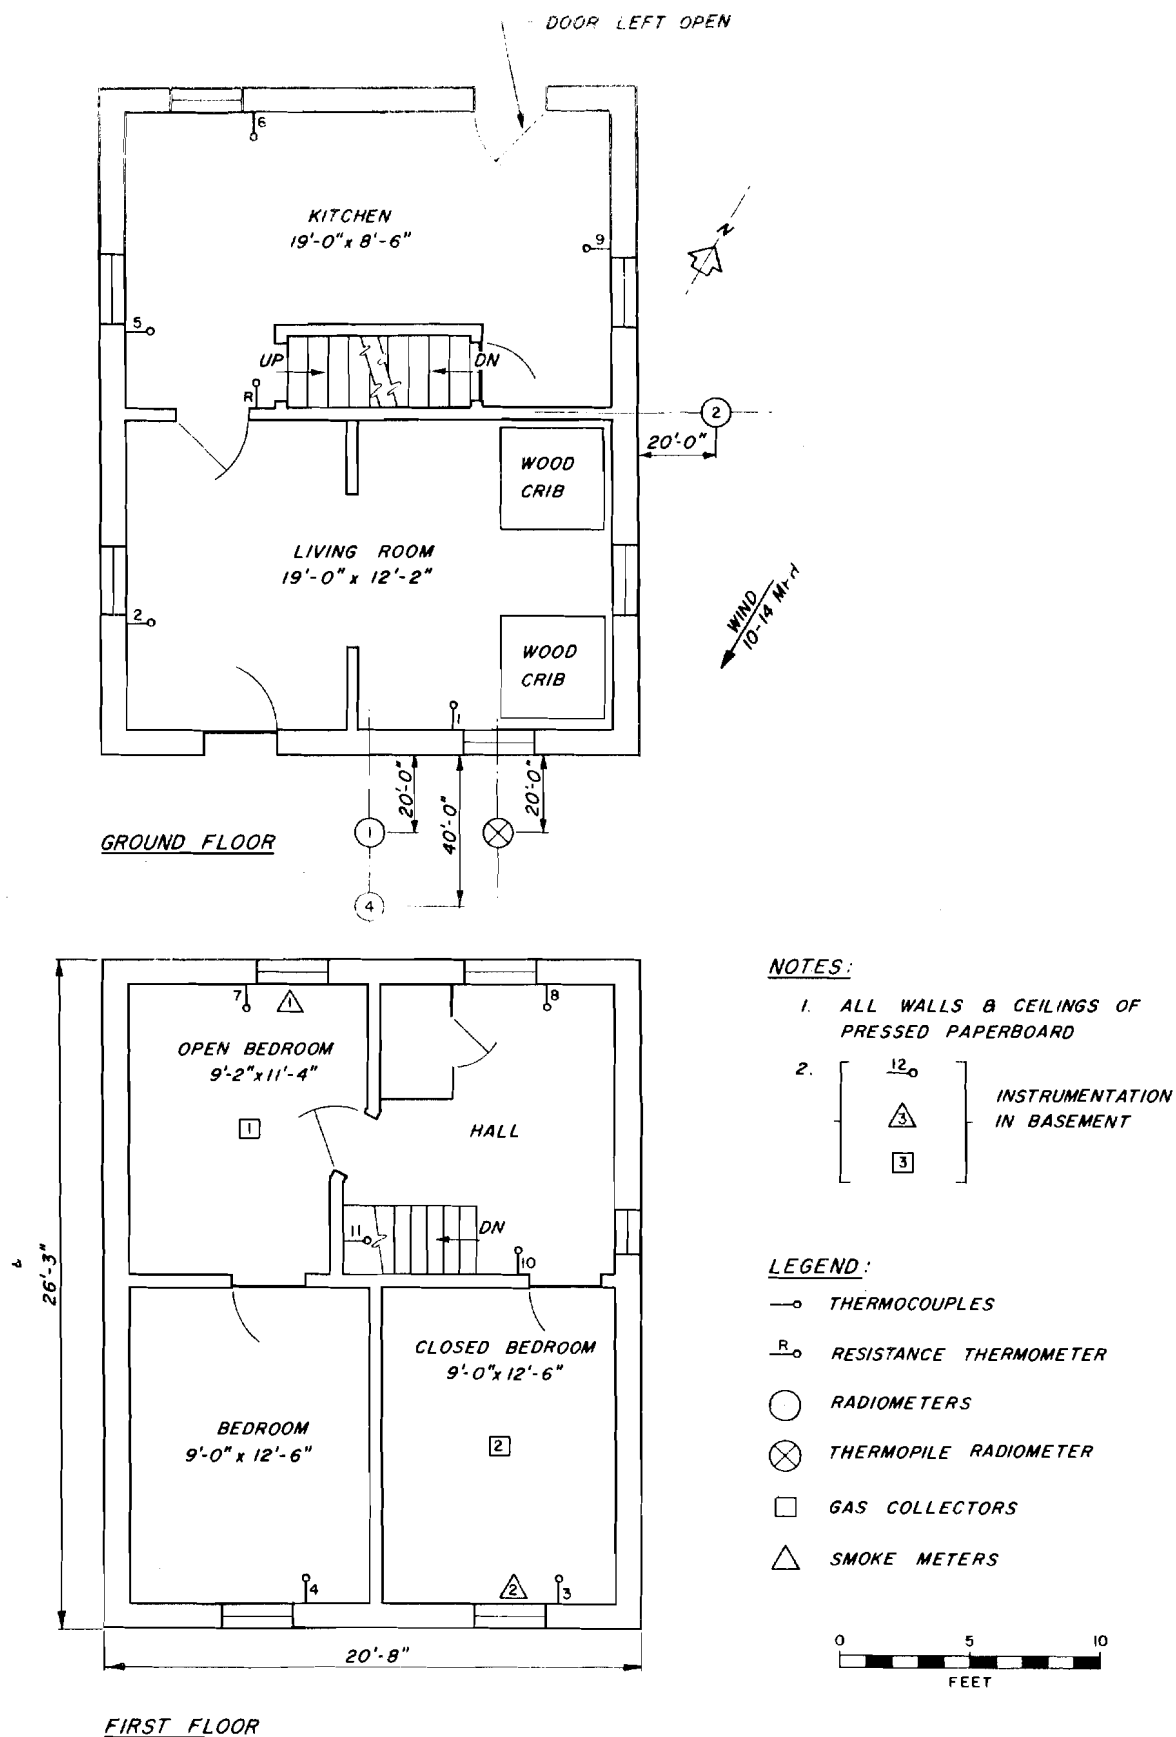 DOOR LEFT OPEN
6
KITCHEN
19'-0" x 8'-6"
9
N
5
UP
DN
R
2
20'-0"
WOOD
CRIB
LIVING ROOM
19'-0" x 12'-2"
2
WIND
10-14 MPH
WOOD
CRIB
1
20'-0"
40'-0"
20'-0"
1
GROUND FLOOR
4
7
1
8
OPEN BEDROOM
9'-2" x 11'-4"
1
HALL
11
DN
10
26'-3"
CLOSED BEDROOM
9'-0" x 12'-6"
BEDROOM
9'-0" x 12'-6"
2
4
2
3
20'-8"
FIRST FLOOR
NOTES:
1. ALL WALLS & CEILINGS OF
PRESSED PAPERBOARD
2.
12
3
3
INSTRUMENTATION
IN BASEMENT
LEGEND:
THERMOCOUPLES
R
RESISTANCE THERMOMETER
RADIOMETERS
THERMOPILE RADIOMETER
GAS COLLECTORS
SMOKE METERS
0 5 10
FEET